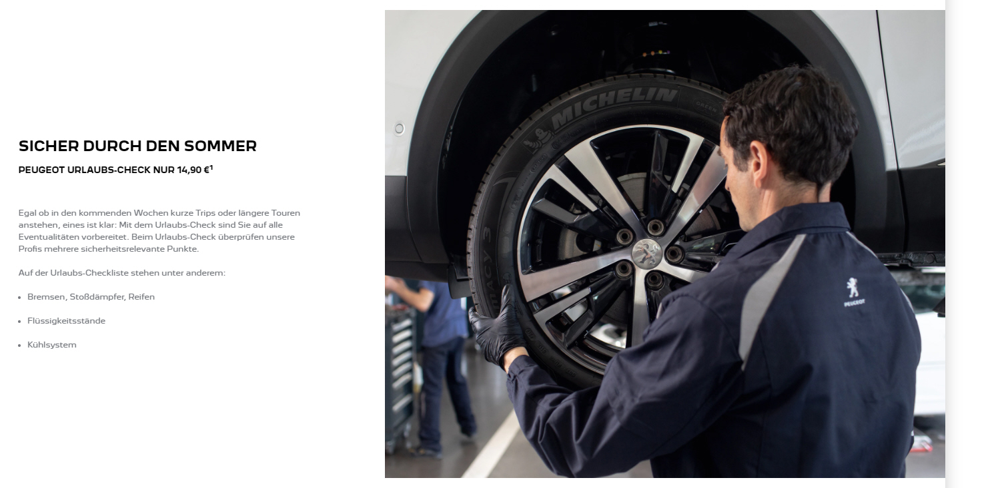 SICHER DURCH DEN SOMMER
PEUGEOT URLAUBS-CHECK NUR 14,90 €¹
Egal ob in den kommenden Wochen kurze Trips oder längere Touren
anstehen, eines ist klar: Mit dem Urlaubs-Check sind Sie auf alle
Eventualitäten vorbereitet. Beim Urlaubs-Check überprüfen unsere
Profis mehrere sicherheitsrelevante Punkte.
Auf der Urlaubs-Checkliste stehen unter anderem:
• Bremsen, Stoßdämpfer, Reifen
• Flüssigkeitsstände
• Kühlsystem
MICHELIN
GREEN
MACY 3
PEUGEOT